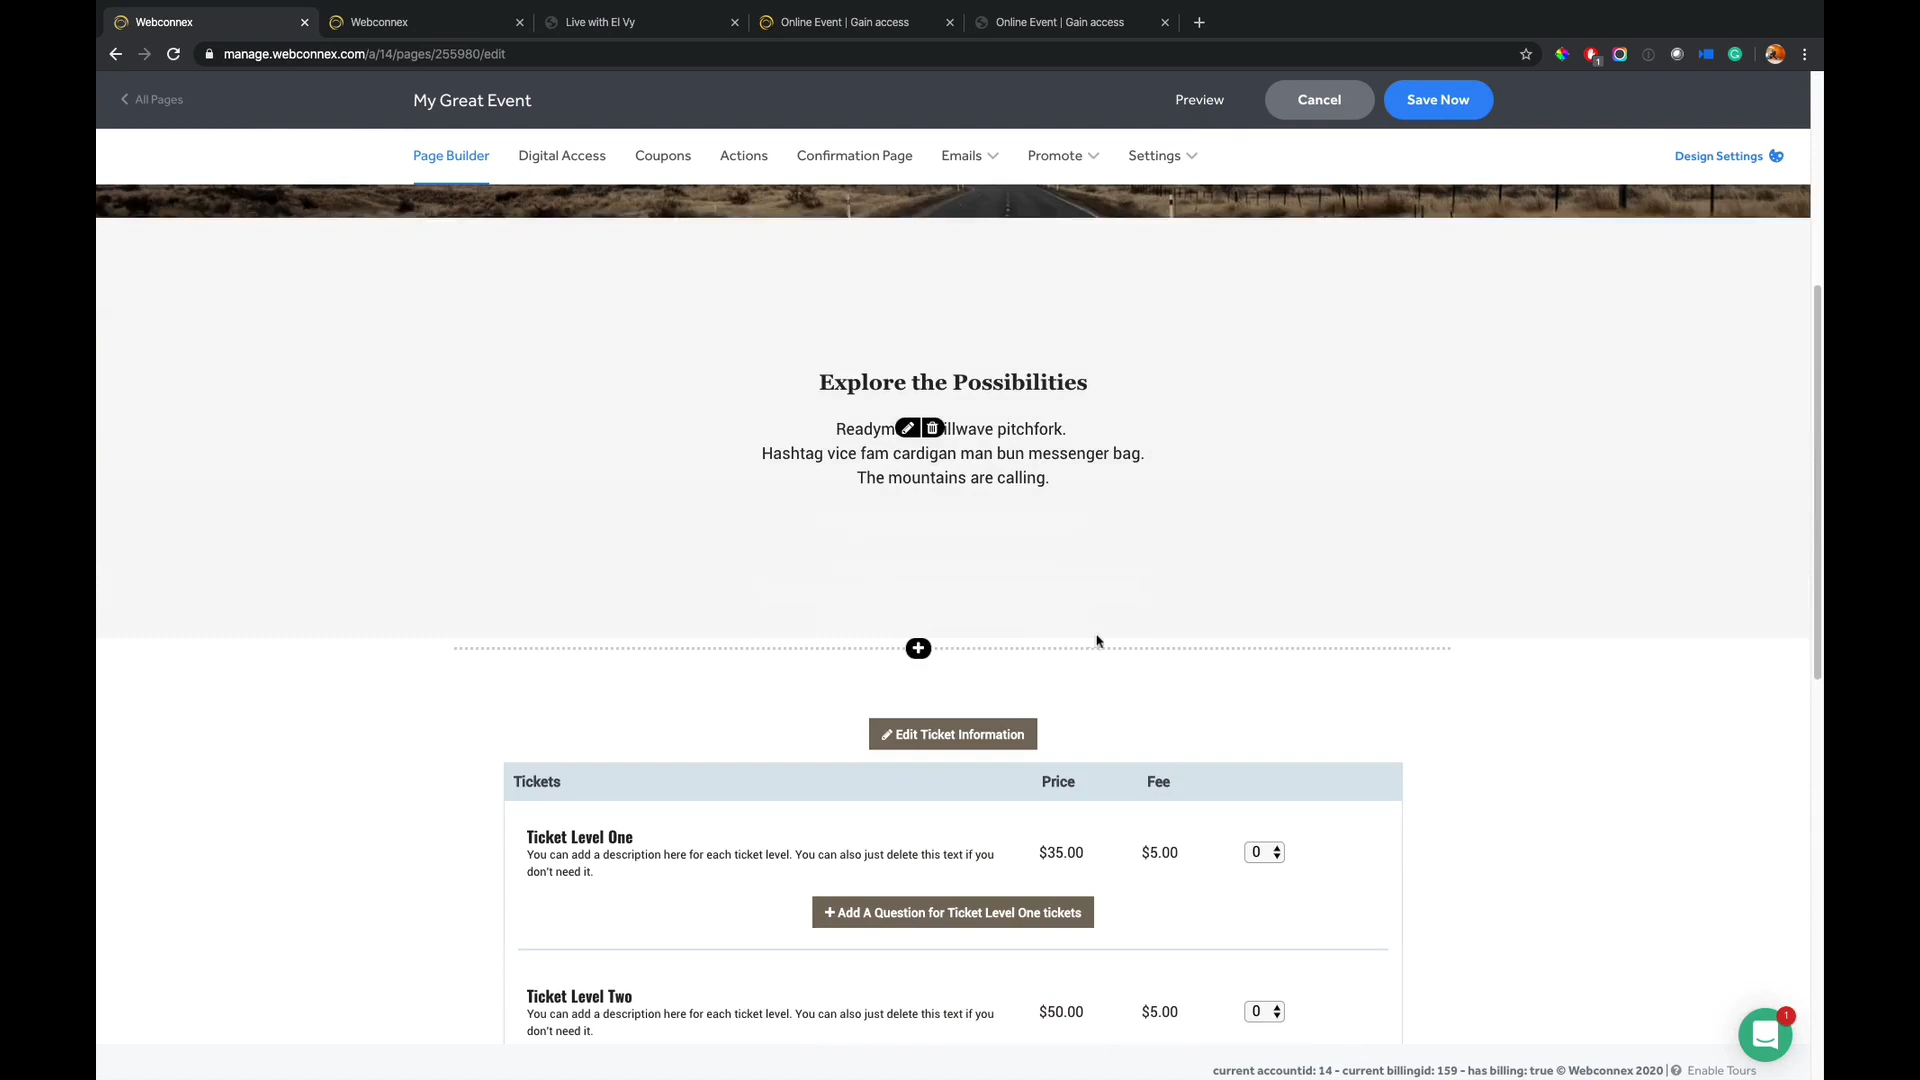 Webconnex
Webconnex
Live with El Vy
Online Event | Gain access
Online Event | Gain access
manage.webconnex.com/a/14/pages/255980/edit
1
All Pages
My Great Event
Preview
Cancel
Save Now
Page Builder
Digital Access
Coupons
Actions
Confirmation Page
Emails
Promote
Settings
Design Settings
Explore the Possibilities
Readym illwave pitchfork.
Hashtag vice fam cardigan man bun messenger bag.
The mountains are calling.
Edit Ticket Information
Tickets Price Fee
Ticket Level One
You can add a description here for each ticket level. You can also just delete this text if you
don't need it.
$35.00 $5.00 0
Add A Question for Ticket Level One tickets
Ticket Level Two
You can add a description here for each ticket level. You can also just delete this text if you
don't need it.
$50.00 $5.00 0
1
current accountid: 14 - current billingid: 159 - has billing: true © Webconnex 2020 | Enable Tours